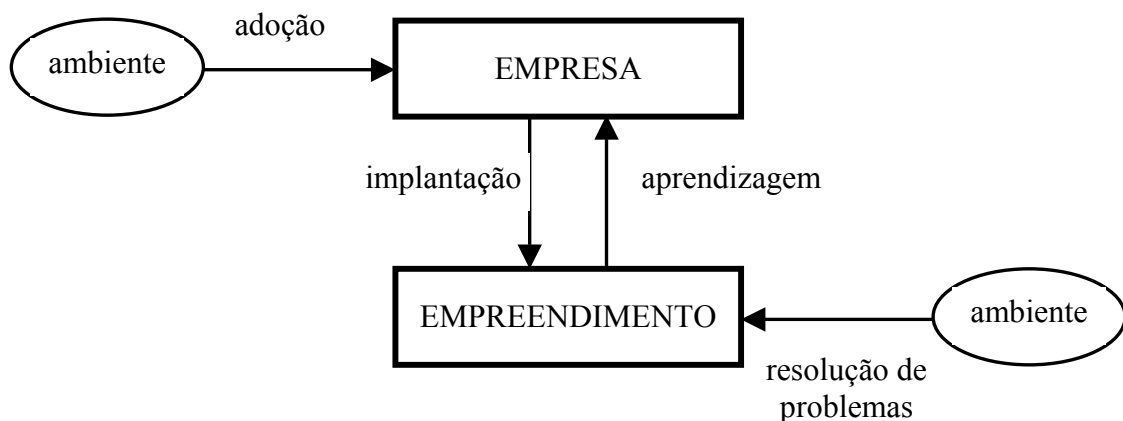 adoção
ambiente
EMPRESA
implantação
aprendizagem
EMPREENDIMENTO
ambiente
resolução de
problemas